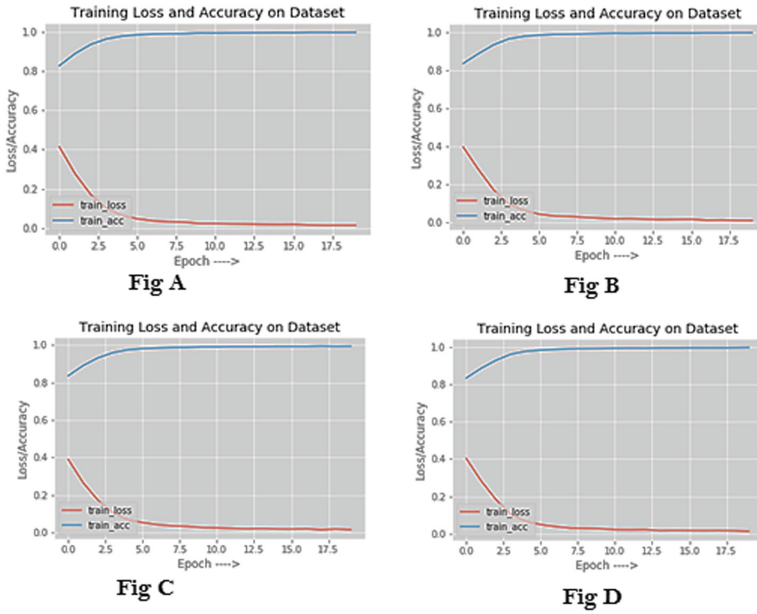 Training Loss and Accuracy on Dataset
1.0
0.8
0.6
0.4
0.2
0.0
Loss/Accuracy
train_loss
train_acc
0.0 2.5 5.0 7.5 10.0 12.5 15.0 17.5
Epoch ---->
Fig A
Training Loss and Accuracy on Dataset
1.0
0.8
0.6
0.4
0.2
0.0
Loss/Accuracy
train_loss
train_acc
0.0 2.5 5.0 7.5 10.0 12.5 15.0 17.5
Epoch ---->
Fig B
Training Loss and Accuracy on Dataset
1.0
0.8
0.6
0.4
0.2
0.0
Loss/Accuracy
train_loss
train_acc
0.0 2.5 5.0 7.5 10.0 12.5 15.0 17.5
Epoch ---->
Fig C
Training Loss and Accuracy on Dataset
1.0
0.8
0.6
0.4
0.2
0.0
Loss/Accuracy
train_loss
train_acc
0.0 2.5 5.0 7.5 10.0 12.5 15.0 17.5
Epoch ---->
Fig D